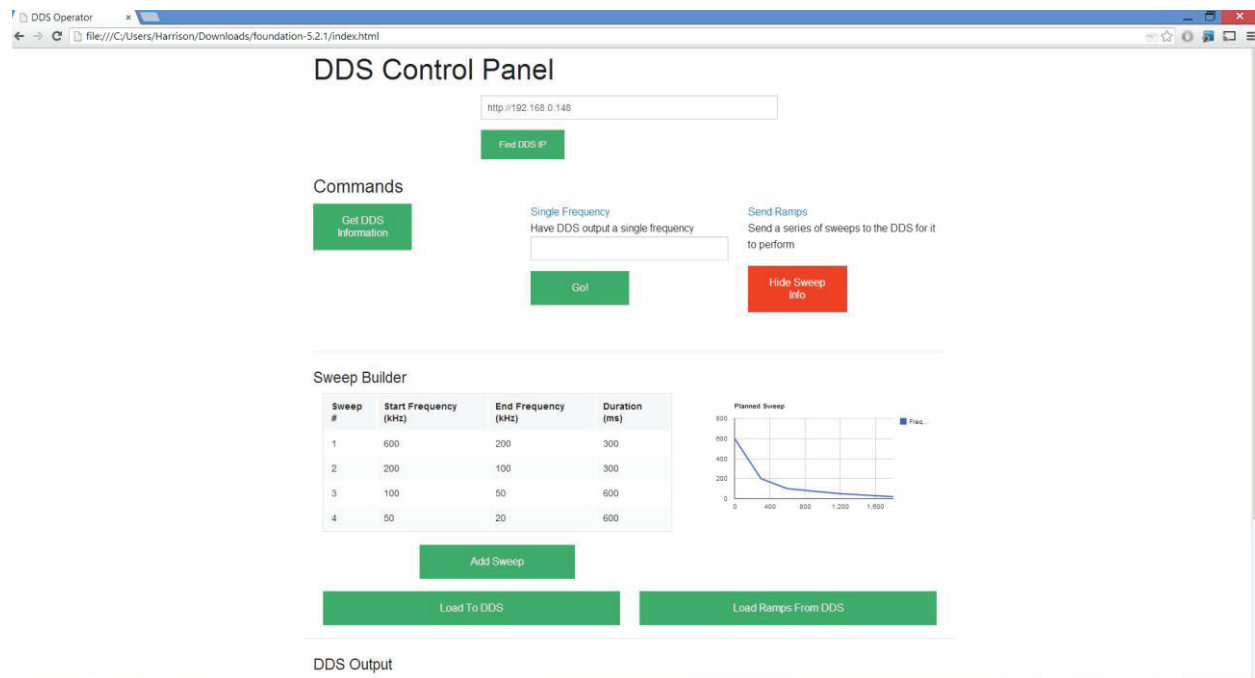 DDS Operator
file:///C:/Users/Harrison/Downloads/foundation-5.2.1/index.html
DDS Control Panel
http://192.168.0.148
Find DDS IP
Commands
Get DDS
Information
Single Frequency
Have DDS output a single frequency
Go!
Send Ramps
Send a series of sweeps to the DDS for it
to perform
Hide Sweep
Info
Sweep Builder
Sweep # Start Frequency (kHz) End Frequency (kHz) Duration (ms)
1 600 200 300
2 200 100 300
3 100 50 600
4 50 20 600
Planned Sweep
800
600
400
200
0
0 400 800 1,200 1,600
Freq...
Add Sweep
Load To DDS
Load Ramps From DDS
DDS Output